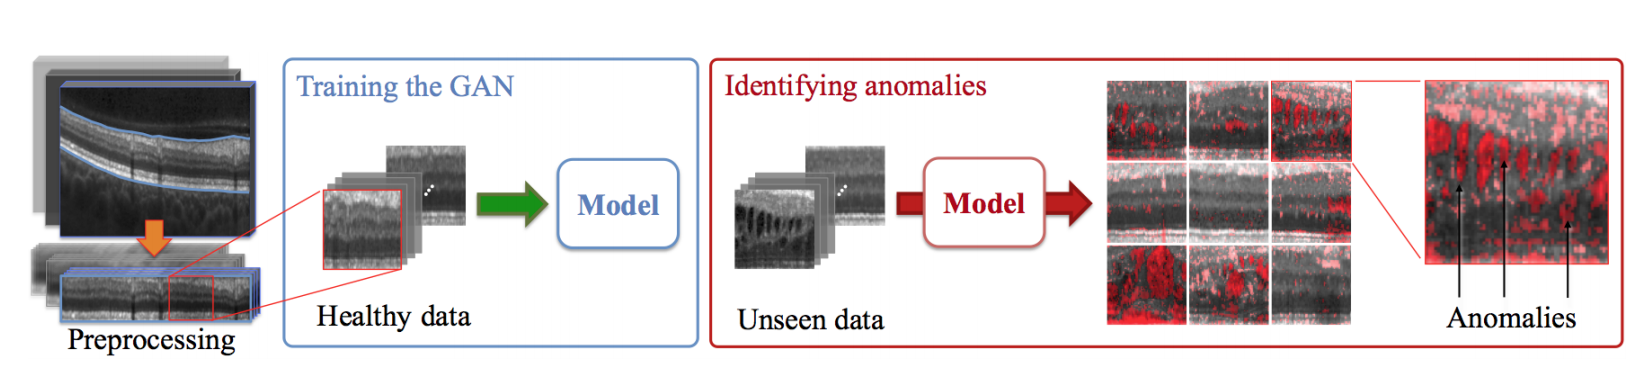 Preprocessing
Training the GAN
Healthy data
Model
Identifying anomalies
Unseen data
Model
Anomalies